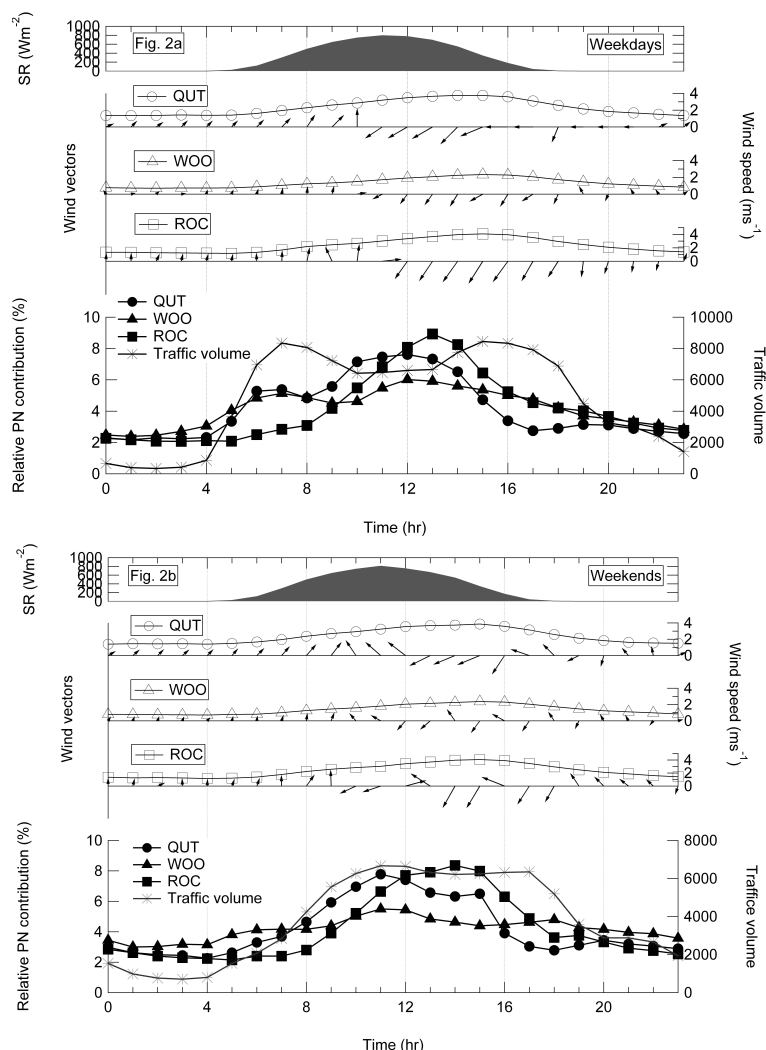 SR (Wm-2)
1000
800
600
400
200
0
Fig. 2a
Weekdays
QUT
4
2
0
WOO
4
2
0
ROC
4
2
0
Wind vectors
Wind speed (ms-1)
Relative PN contribution (%)
10
8
6
4
2
0
QUT
WOO
ROC
Traffic volume
10000
8000
6000
4000
2000
0
Traffic volume
0 4 8 12 16 20
Time (hr)
SR (Wm-2)
1000
800
600
400
200
0
Fig. 2b
Weekends
QUT
4
2
0
WOO
4
2
0
ROC
4
2
0
Wind vectors
Wind speed (ms-1)
Relative PN contribution (%)
10
8
6
4
2
0
QUT
WOO
ROC
Traffic volume
8000
6000
4000
2000
0
Traffice volume
0 4 8 12 16 20
Time (hr)